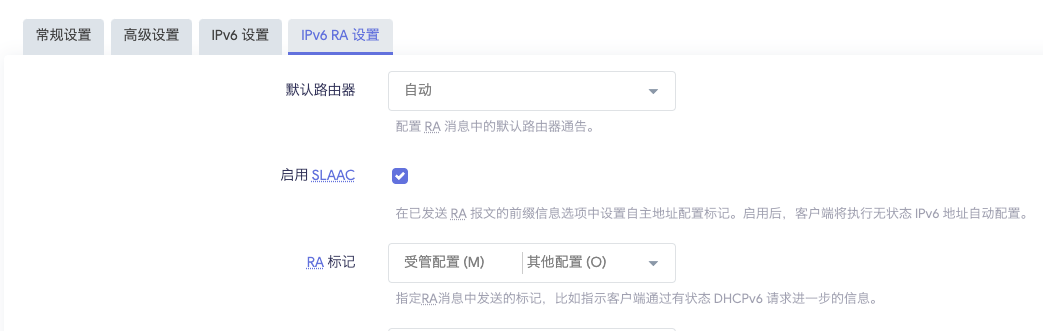 常规设置 高级设置 IPv6 设置 IPv6 RA 设置
默认路由器 自动
配置 RA 消息中的默认路由器通告。
启用 SLAAC
在已发送 RA 报文的前缀信息选项中设置自主地址配置标记。启用后，客户端将执行无状态 IPv6 地址自动配置。
RA 标记 受管配置 (M) 其他配置 (O)
指定RA消息中发送的标记，比如指示客户端通过有状态 DHCPv6 请求进一步的信息。